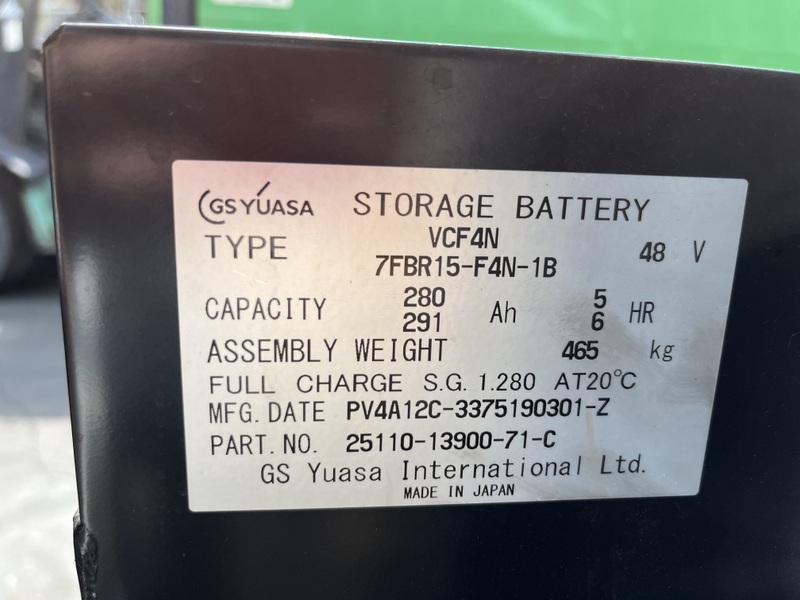 GS YUASA STORAGE BATTERY
TYPE VCF4N 48 V
7FBR15-F4N-1B
CAPACITY 280 Ah 5 HR
291 6
ASSEMBLY WEIGHT 465 kg
FULL CHARGE S.G. 1.280 AT20℃
MFG. DATE PV4A12C-3375190301-Z
PART. NO. 25110-13900-71-C
GS Yuasa International Ltd.
MADE IN JAPAN